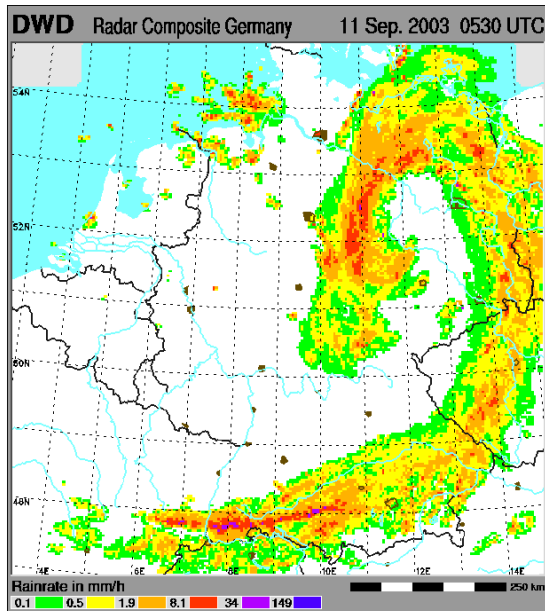 DWD Radar Composite Germany 11 Sep. 2003 0530 UTC
54N
52N
50N
48N
4E 6E 8E 10E 12E 14E
Rainrate in mm/h
0.1 0.5 1.9 8.1 34 149 250 km